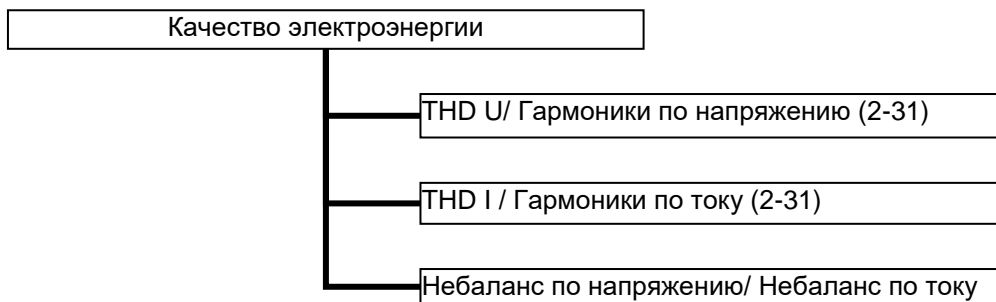 Качество электроэнергии
THD U/ Гармоники по напряжению (2-31)
THD I / Гармоники по току (2-31)
Небаланс по напряжению/ Небаланс по току